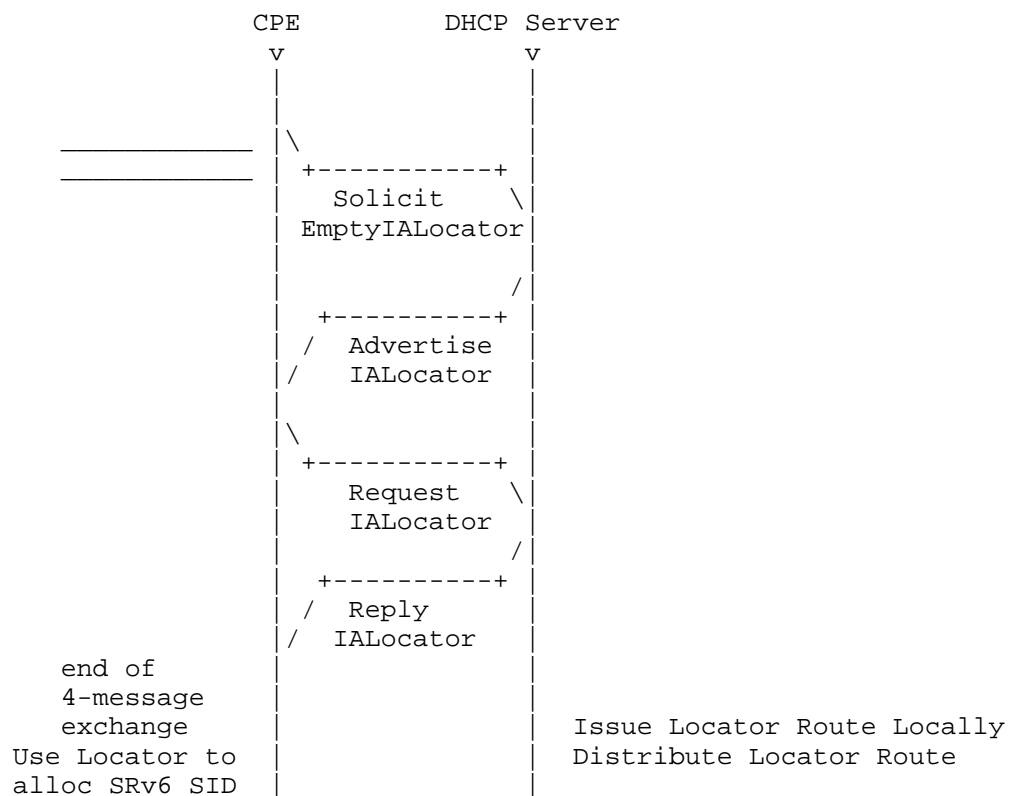 CPE DHCP Server
v v
Solicit
EmptyIALocator
Advertise
IALocator
Request
IALocator
Reply
IALocator
end of
4-message
exchange Issue Locator Route Locally
Use Locator to Distribute Locator Route
alloc SRv6 SID